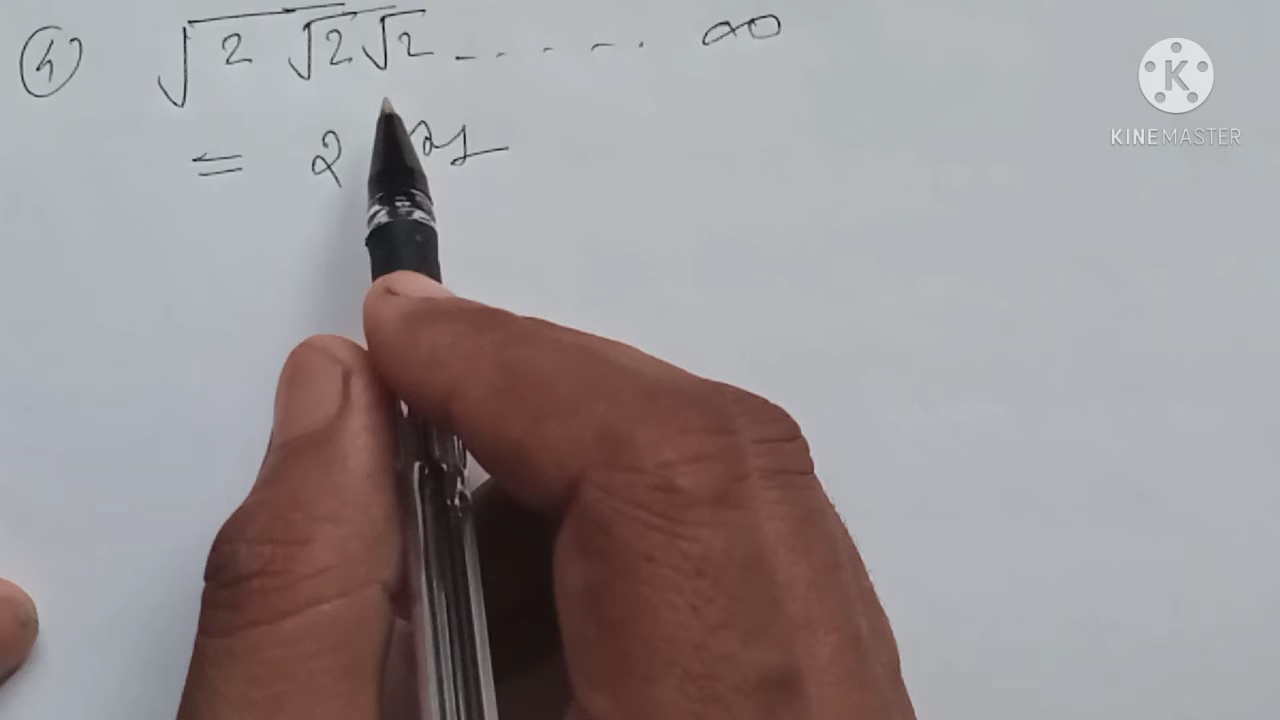 ④ √2√2√2 - - - - - . ∞
= 2
KINEMASTER